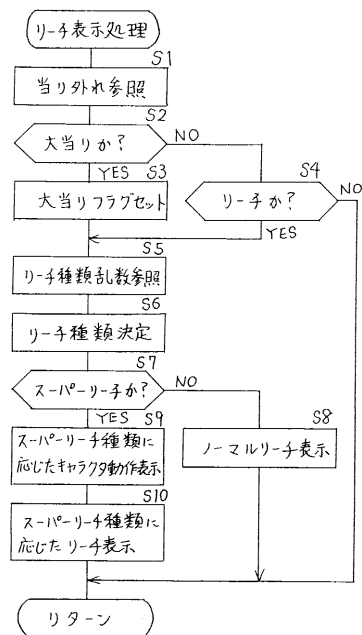 リーチ表示処理
S1
当り外れ参照
S2
大当りか?
NO
YES
S3
大当りフラグセット
S4
リーチか?
NO
YES
S5
リーチ種類乱数参照
S6
リーチ種類決定
S7
スーパーリーチか?
NO
YES
S8
ノーマルリーチ表示
S9
スーパーリーチ種類に
応じたキャラクタ動作表示
S10
スーパーリーチ種類に
応じたリーチ表示
リターン